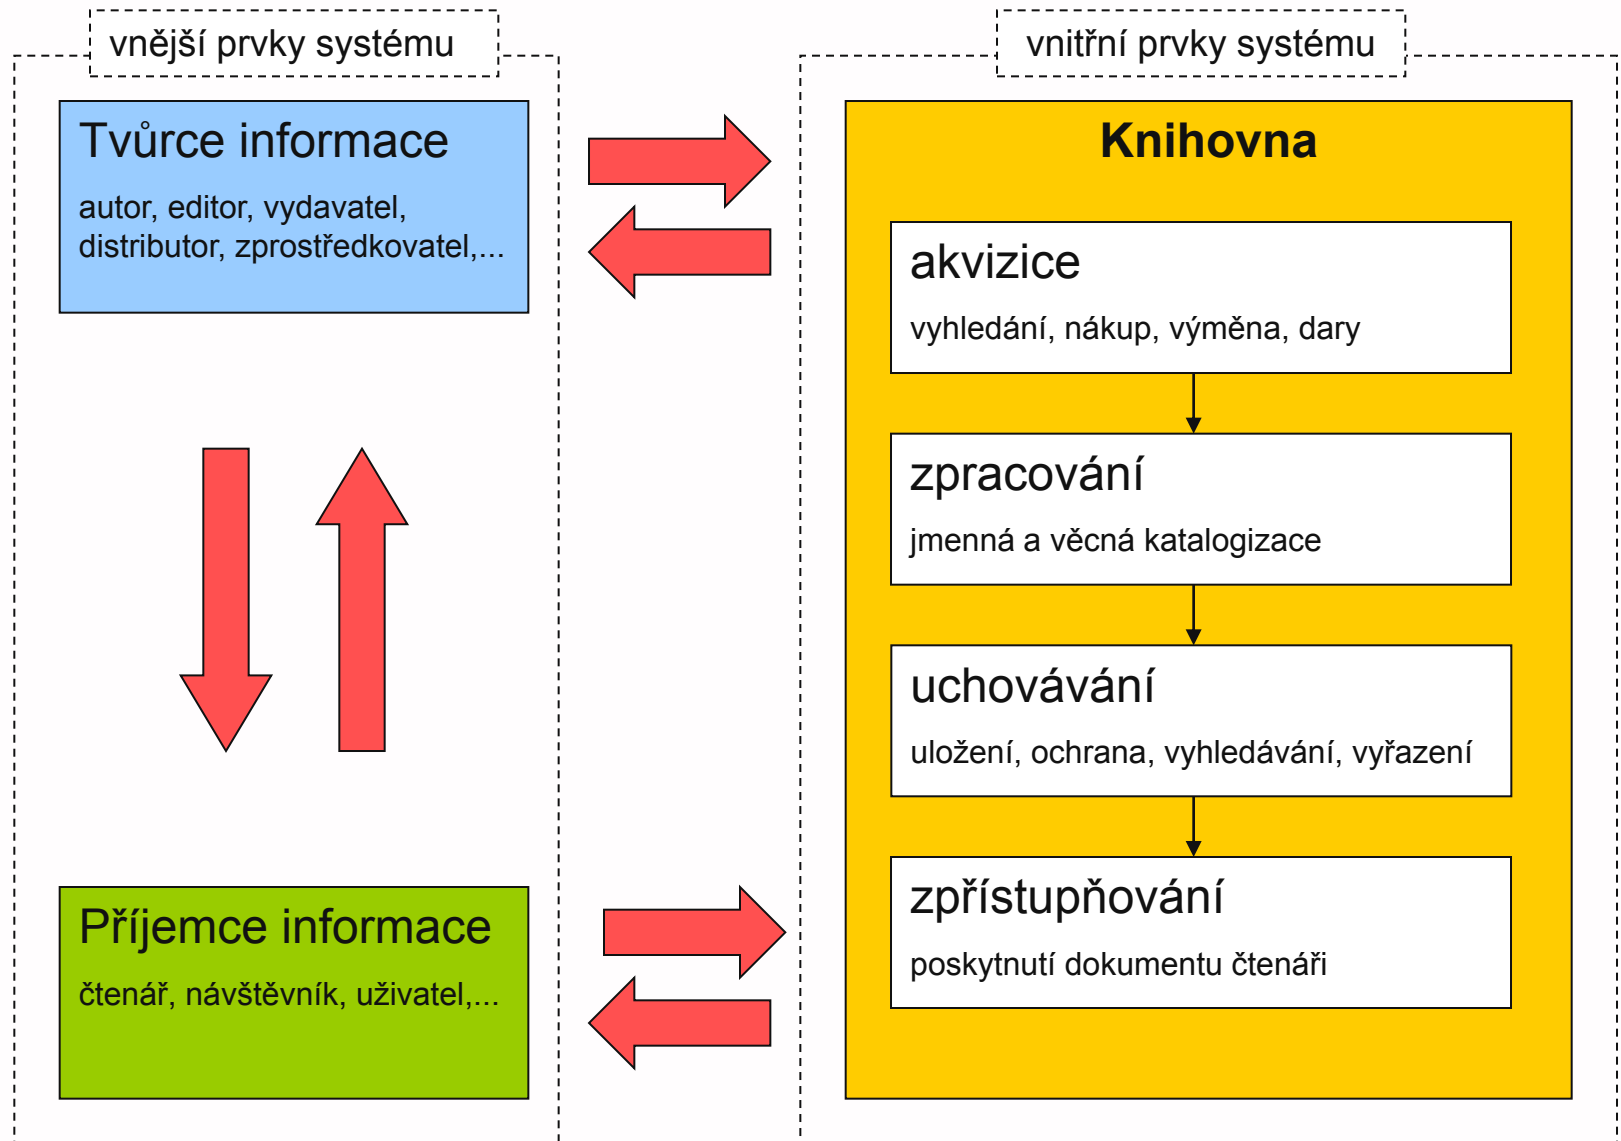 vnější prvky systému
vnitřní prvky systému
Tvůrce informace
autor, editor, vydavatel,
distributor, zprostředkovatel,...
Příjemce informace
čtenář, návštěvník, uživatel,...
Knihovna
akvizice
vyhledání, nákup, výměna, dary
zpracování
jmenná a věcná katalogizace
uchovávání
uložení, ochrana, vyhledávání, vyřazení
zpřístupňování
poskytnutí dokumentu čtenáři